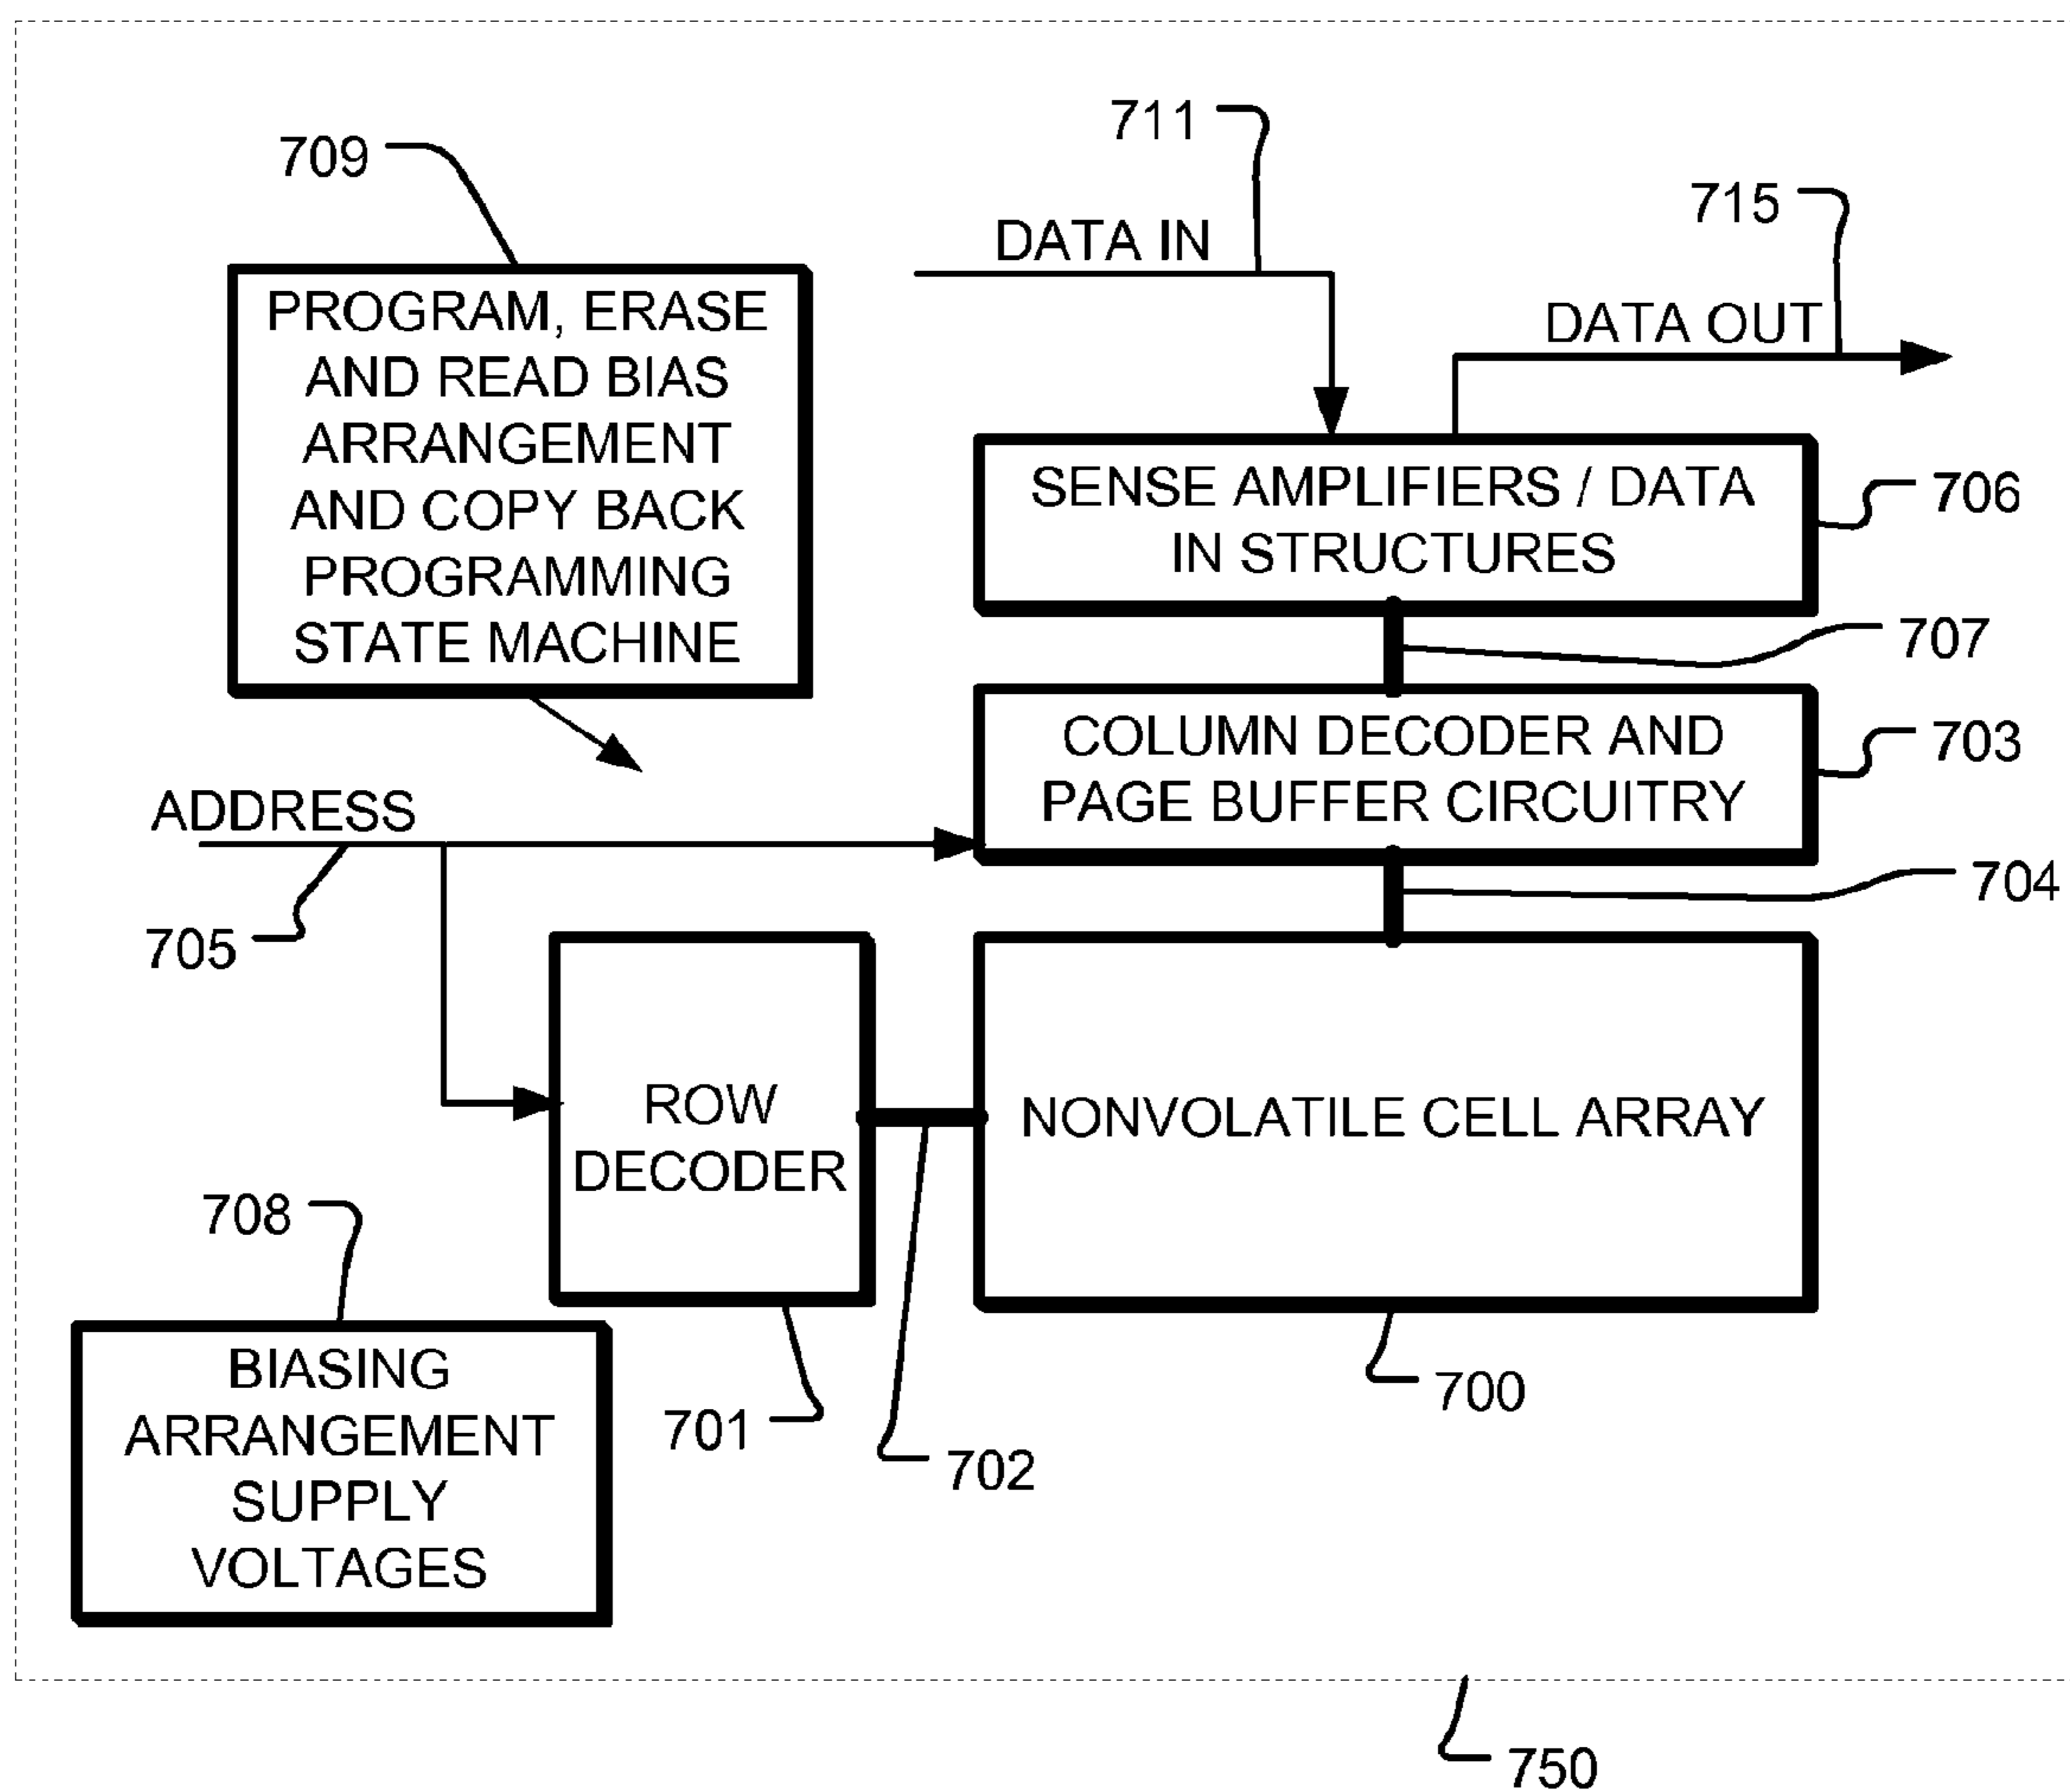 711
709
715
DATA IN
PROGRAM, ERASE
AND READ BIAS
ARRANGEMENT
AND COPY BACK
PROGRAMMING
STATE MACHINE
DATA OUT
SENSE AMPLIFIERS / DATA
IN STRUCTURES
706
707
COLUMN DECODER AND
PAGE BUFFER CIRCUITRY
703
ADDRESS
704
705
ROW
DECODER
NONVOLATILE CELL ARRAY
708
BIASING
ARRANGEMENT
SUPPLY
VOLTAGES
701
702
700
750